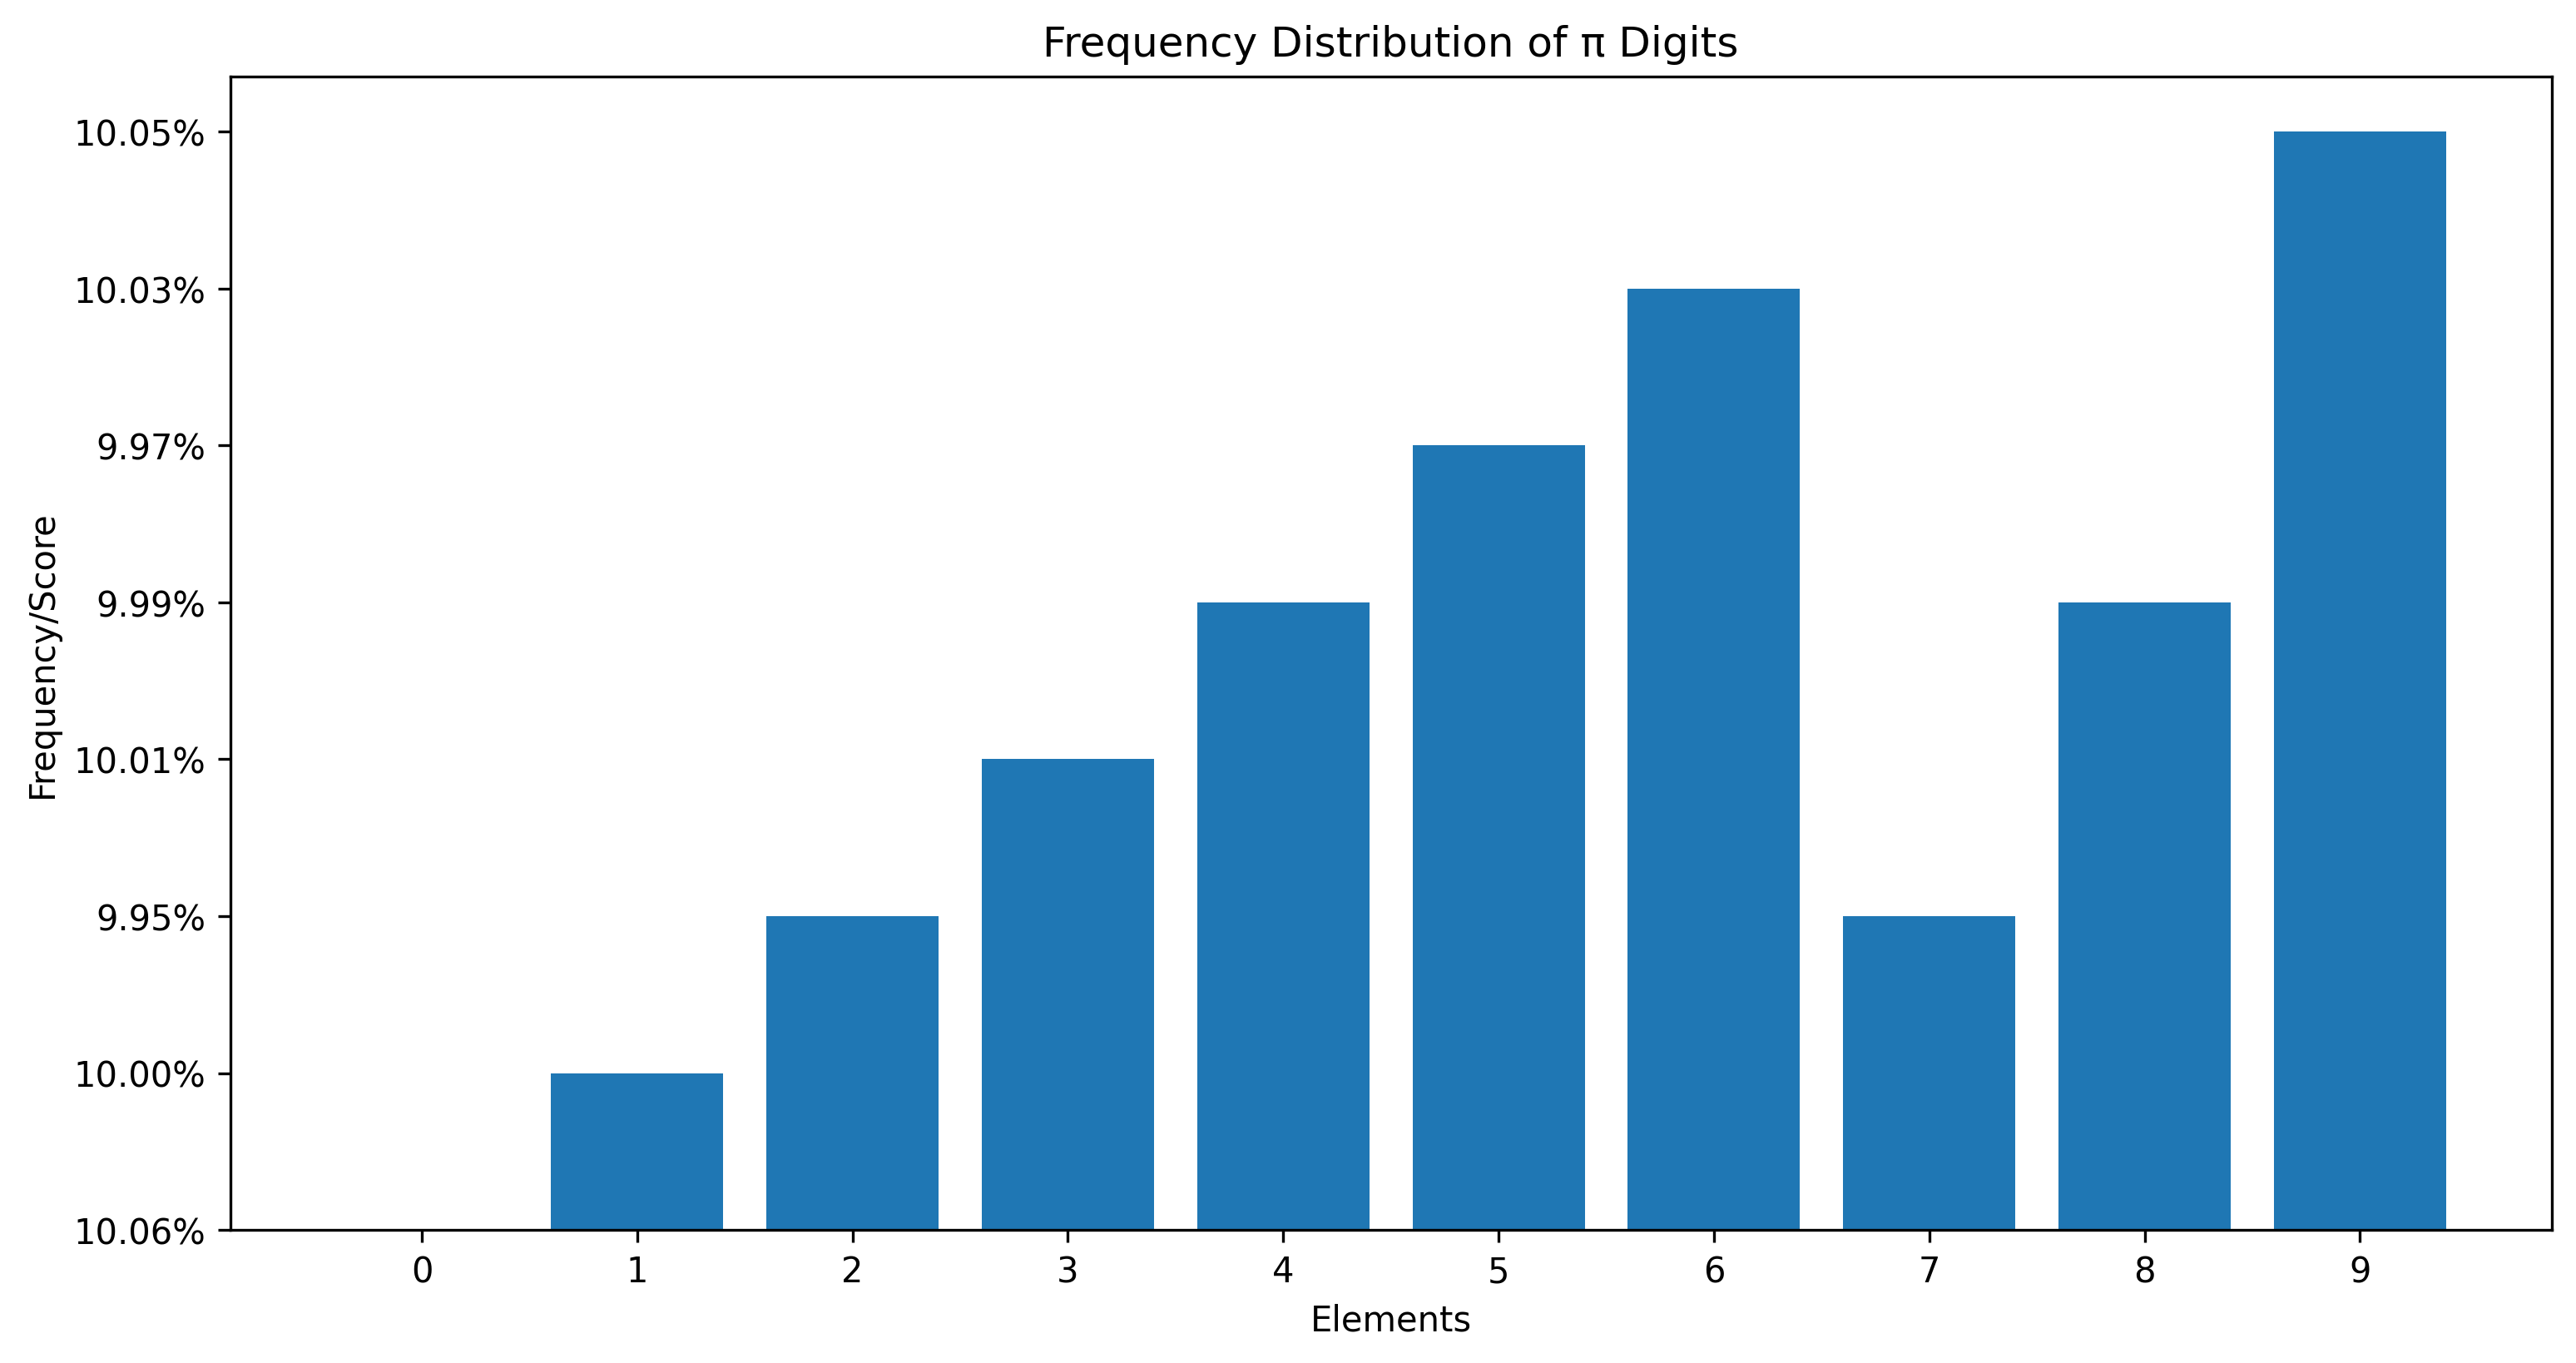 Frequency Distribution of π Digits
10.05%
10.03%
9.97%
9.99%
10.01%
9.95%
10.00%
10.06%
Frequency/Score
0 1 2 3 4 5 6 7 8 9
Elements